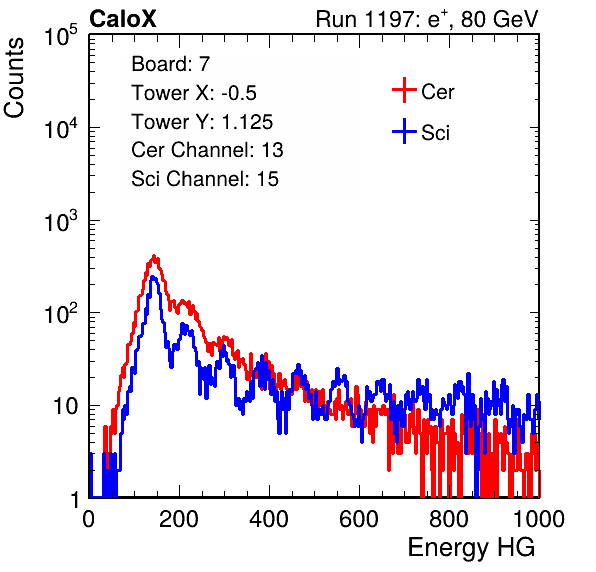 CaloX Run 1197: e⁺, 80 GeV
Counts
Board: 7
Tower X: -0.5
Tower Y: 1.125
Cer Channel: 13
Sci Channel: 15
Cer
Sci
10⁵
10⁴
10³
10²
10
1
0 200 400 600 800 1000
Energy HG